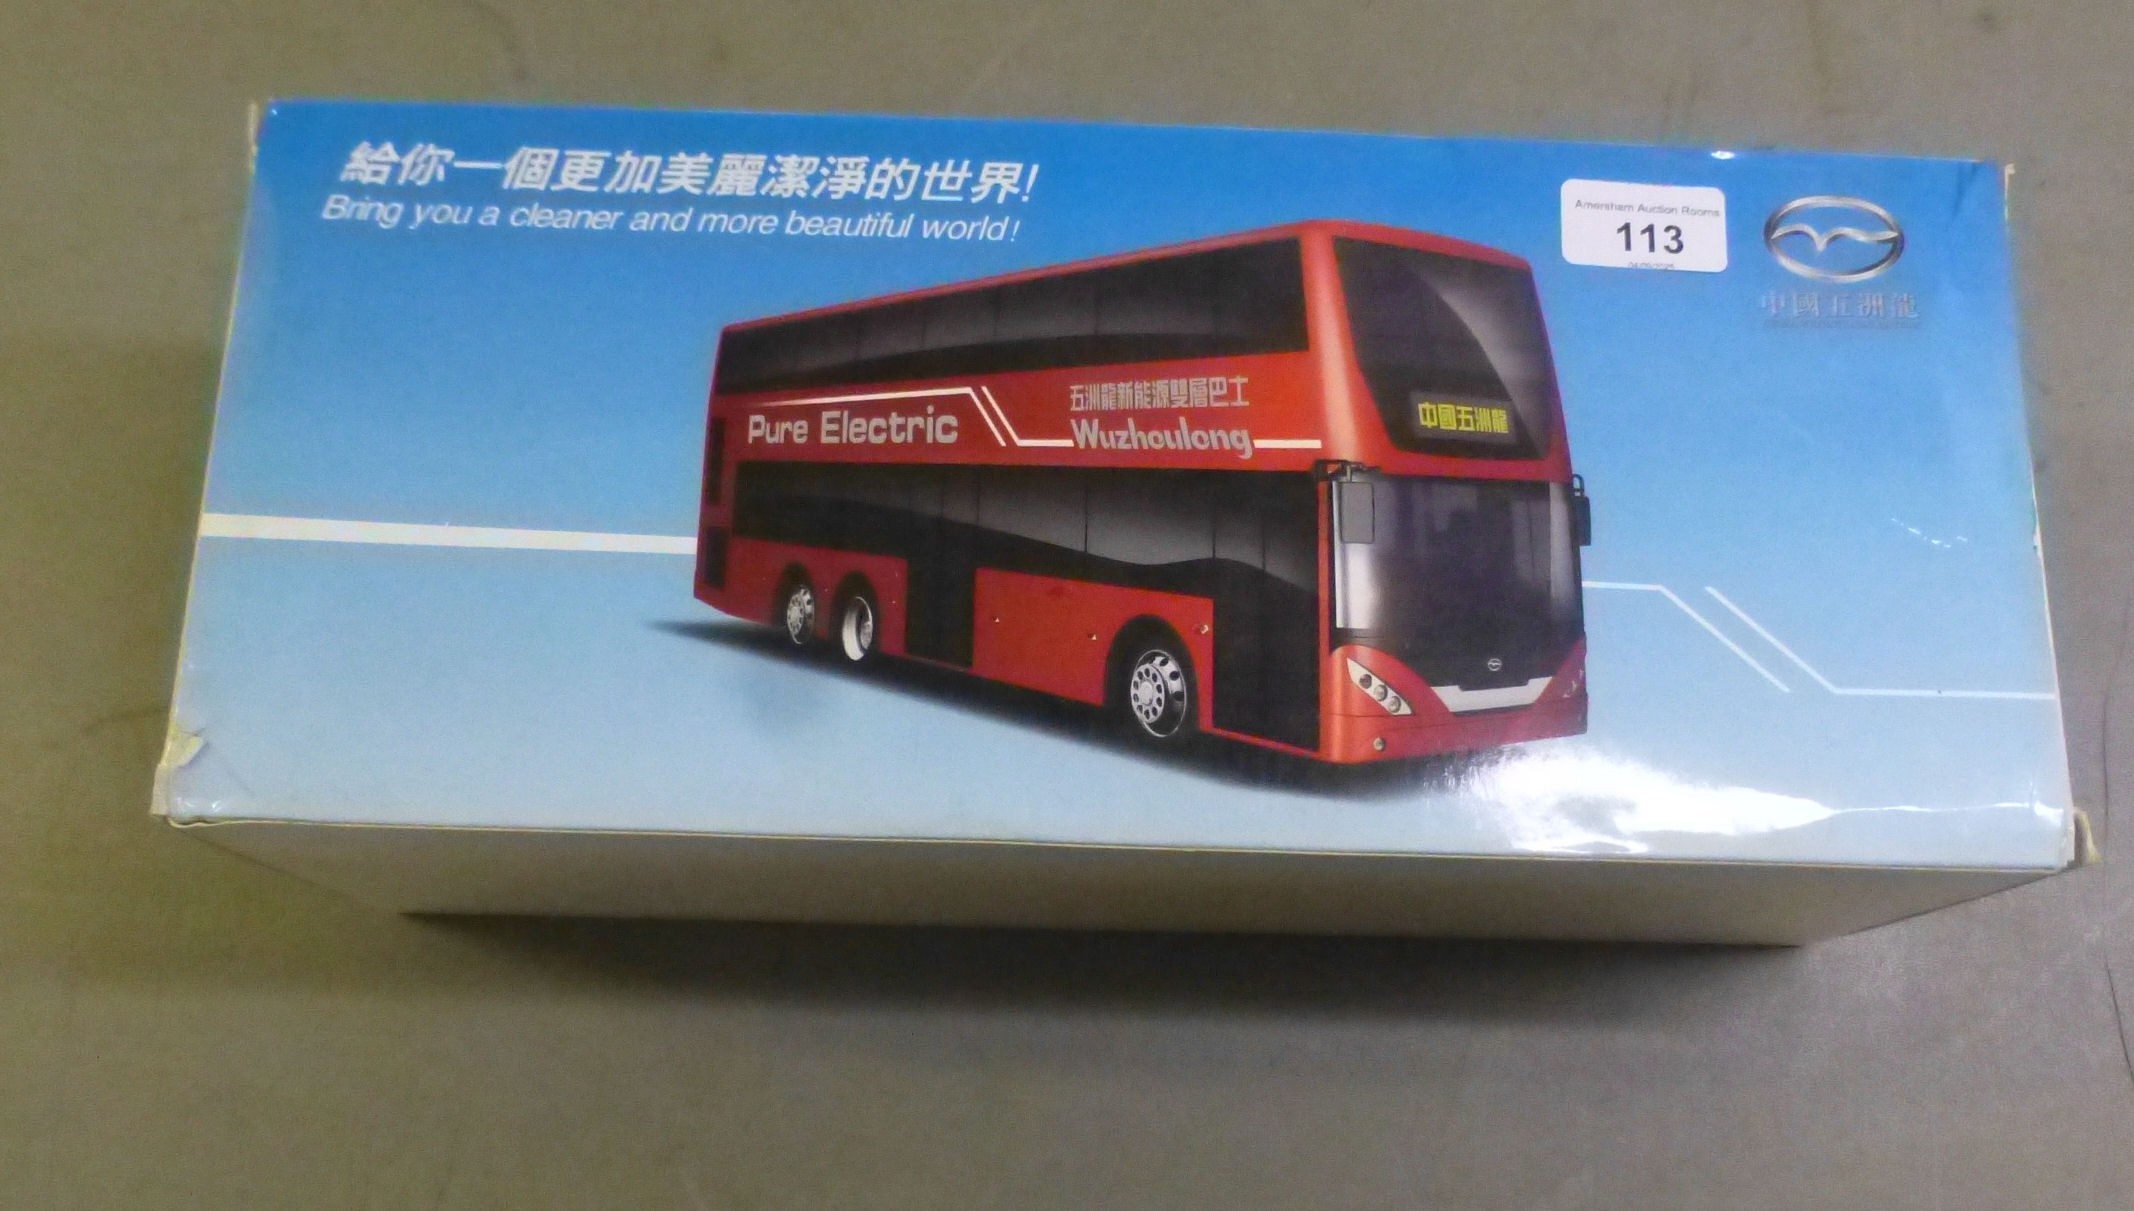 給你一個更加美麗潔淨的世界!
Bring you a cleaner and more beautiful world!
Amersham Auction Rooms
113
中國五洲龍
五洲龍新能源雙層巴士
Pure Electric
Wuzhoulong
中國五洲龍